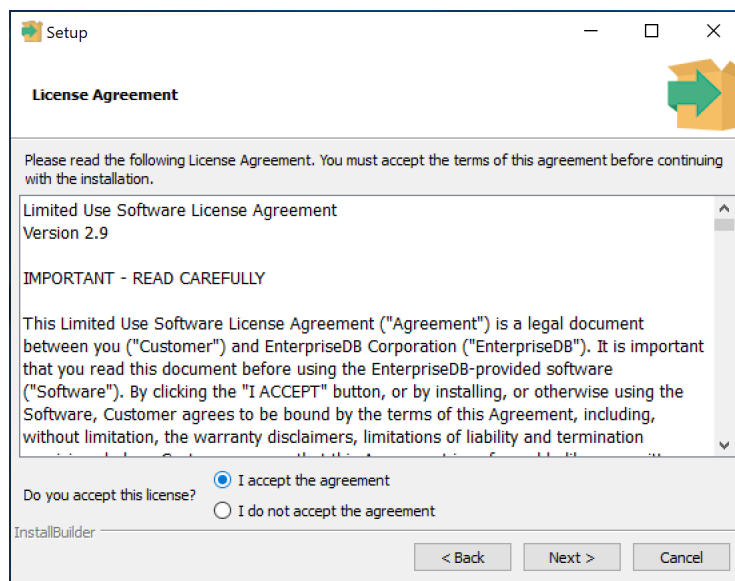 Setup
License Agreement
Please read the following License Agreement. You must accept the terms of this agreement before continuing
with the installation.
Limited Use Software License Agreement
Version 2.9
IMPORTANT - READ CAREFULLY
This Limited Use Software License Agreement ("Agreement") is a legal document
between you ("Customer") and EnterpriseDB Corporation ("EnterpriseDB"). It is important
that you read this document before using the EnterpriseDB-provided software
("Software"). By clicking the "I ACCEPT" button, or by installing, or otherwise using the
Software, Customer agrees to be bound by the terms of this Agreement, including,
without limitation, the warranty disclaimers, limitations of liability and termination
Do you accept this license?
I accept the agreement
I do not accept the agreement
InstallBuilder
< Back
Next >
Cancel